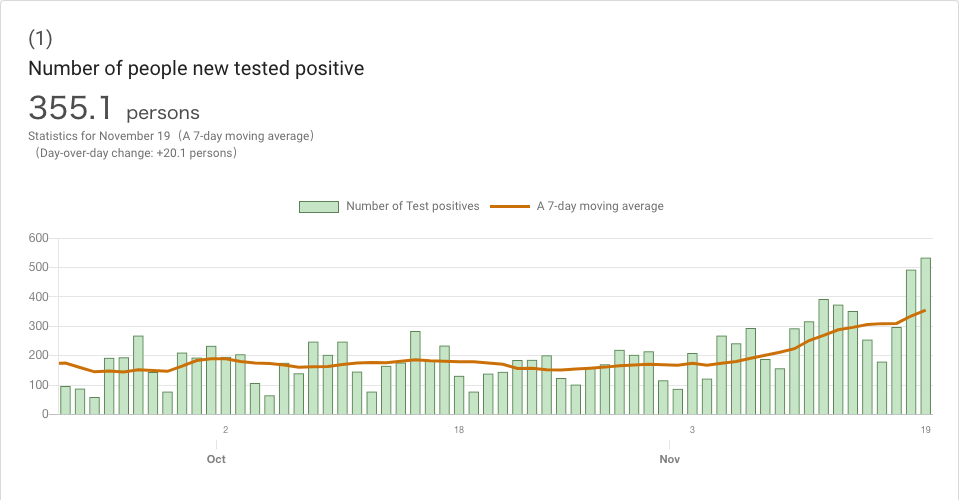 (1)
Number of people new tested positive
355.1 persons
Statistics for November 19（A 7-day moving average）
（Day-over-day change: +20.1 persons）
Number of Test positives A 7-day moving average
600
500
400
300
200
100
0
2 18 3 19
Oct Nov